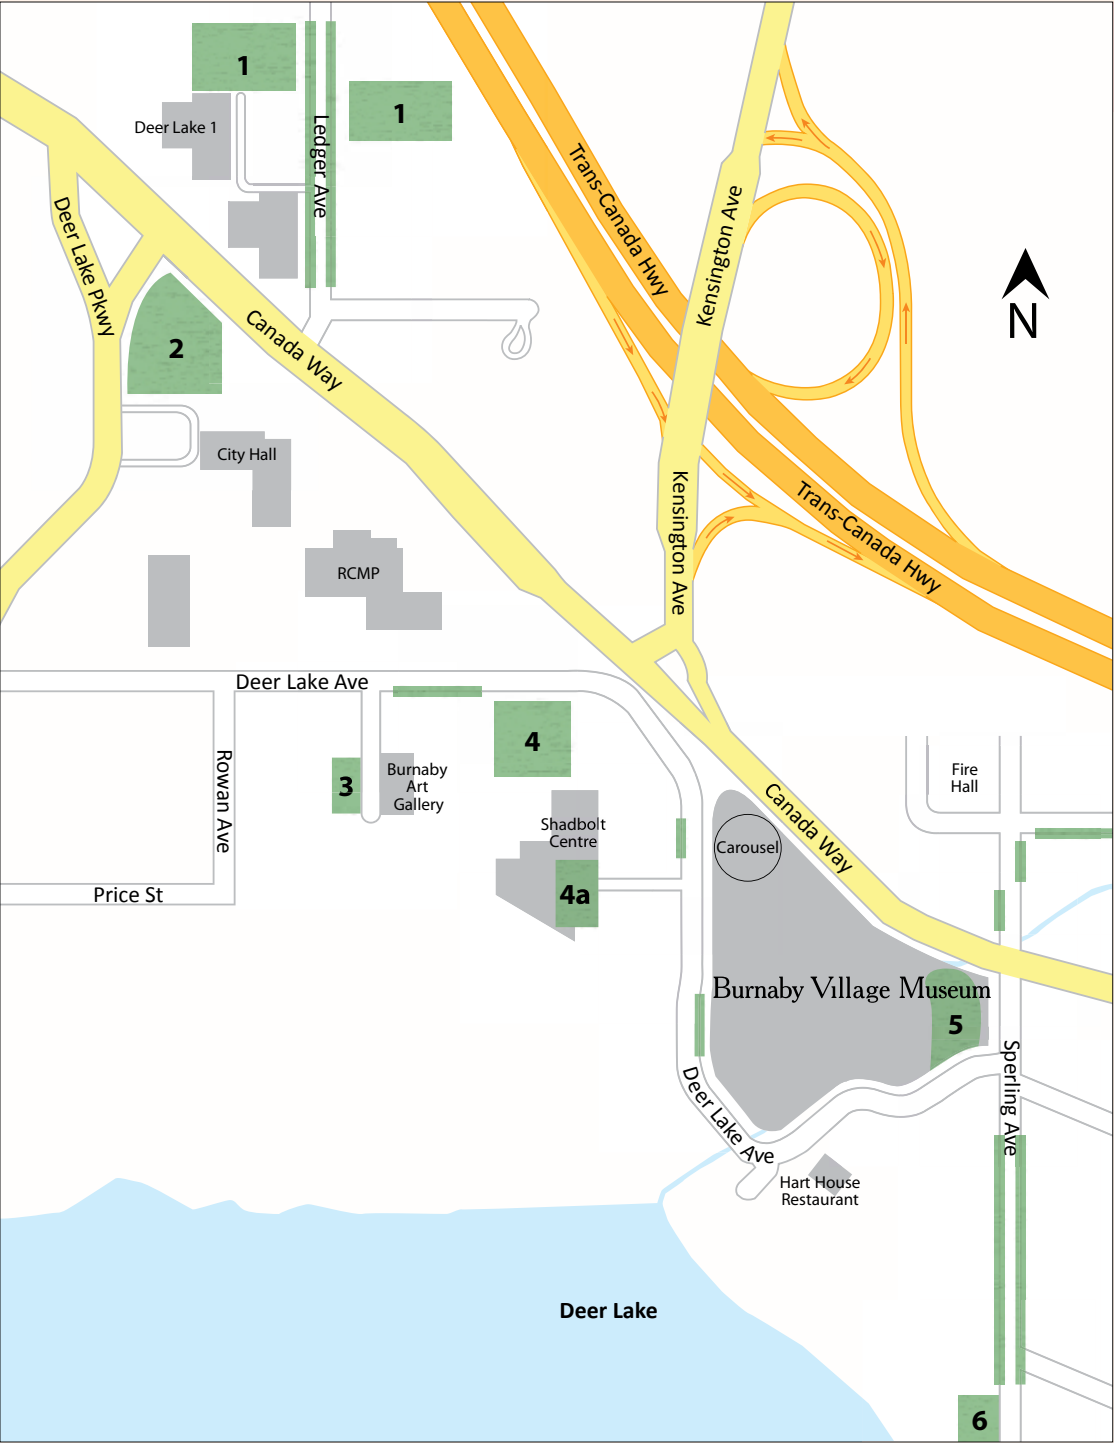 1
1
Deer Lake 1
Ledger Ave
Trans-Canada Hwy
Kensington Ave
Deer Lake Pkwy
N
2
Canada Way
City Hall
Kensington Ave
Trans-Canada Hwy
RCMP
Deer Lake Ave
4
Rowan Ave
3
Burnaby
Art
Gallery
Fire
Hall
Shadbolt
Centre
Carousel
Canada Way
4a
Price St
Burnaby Village Museum
5
Sperling Ave
Deer Lake Ave
Hart House
Restaurant
Deer Lake
6